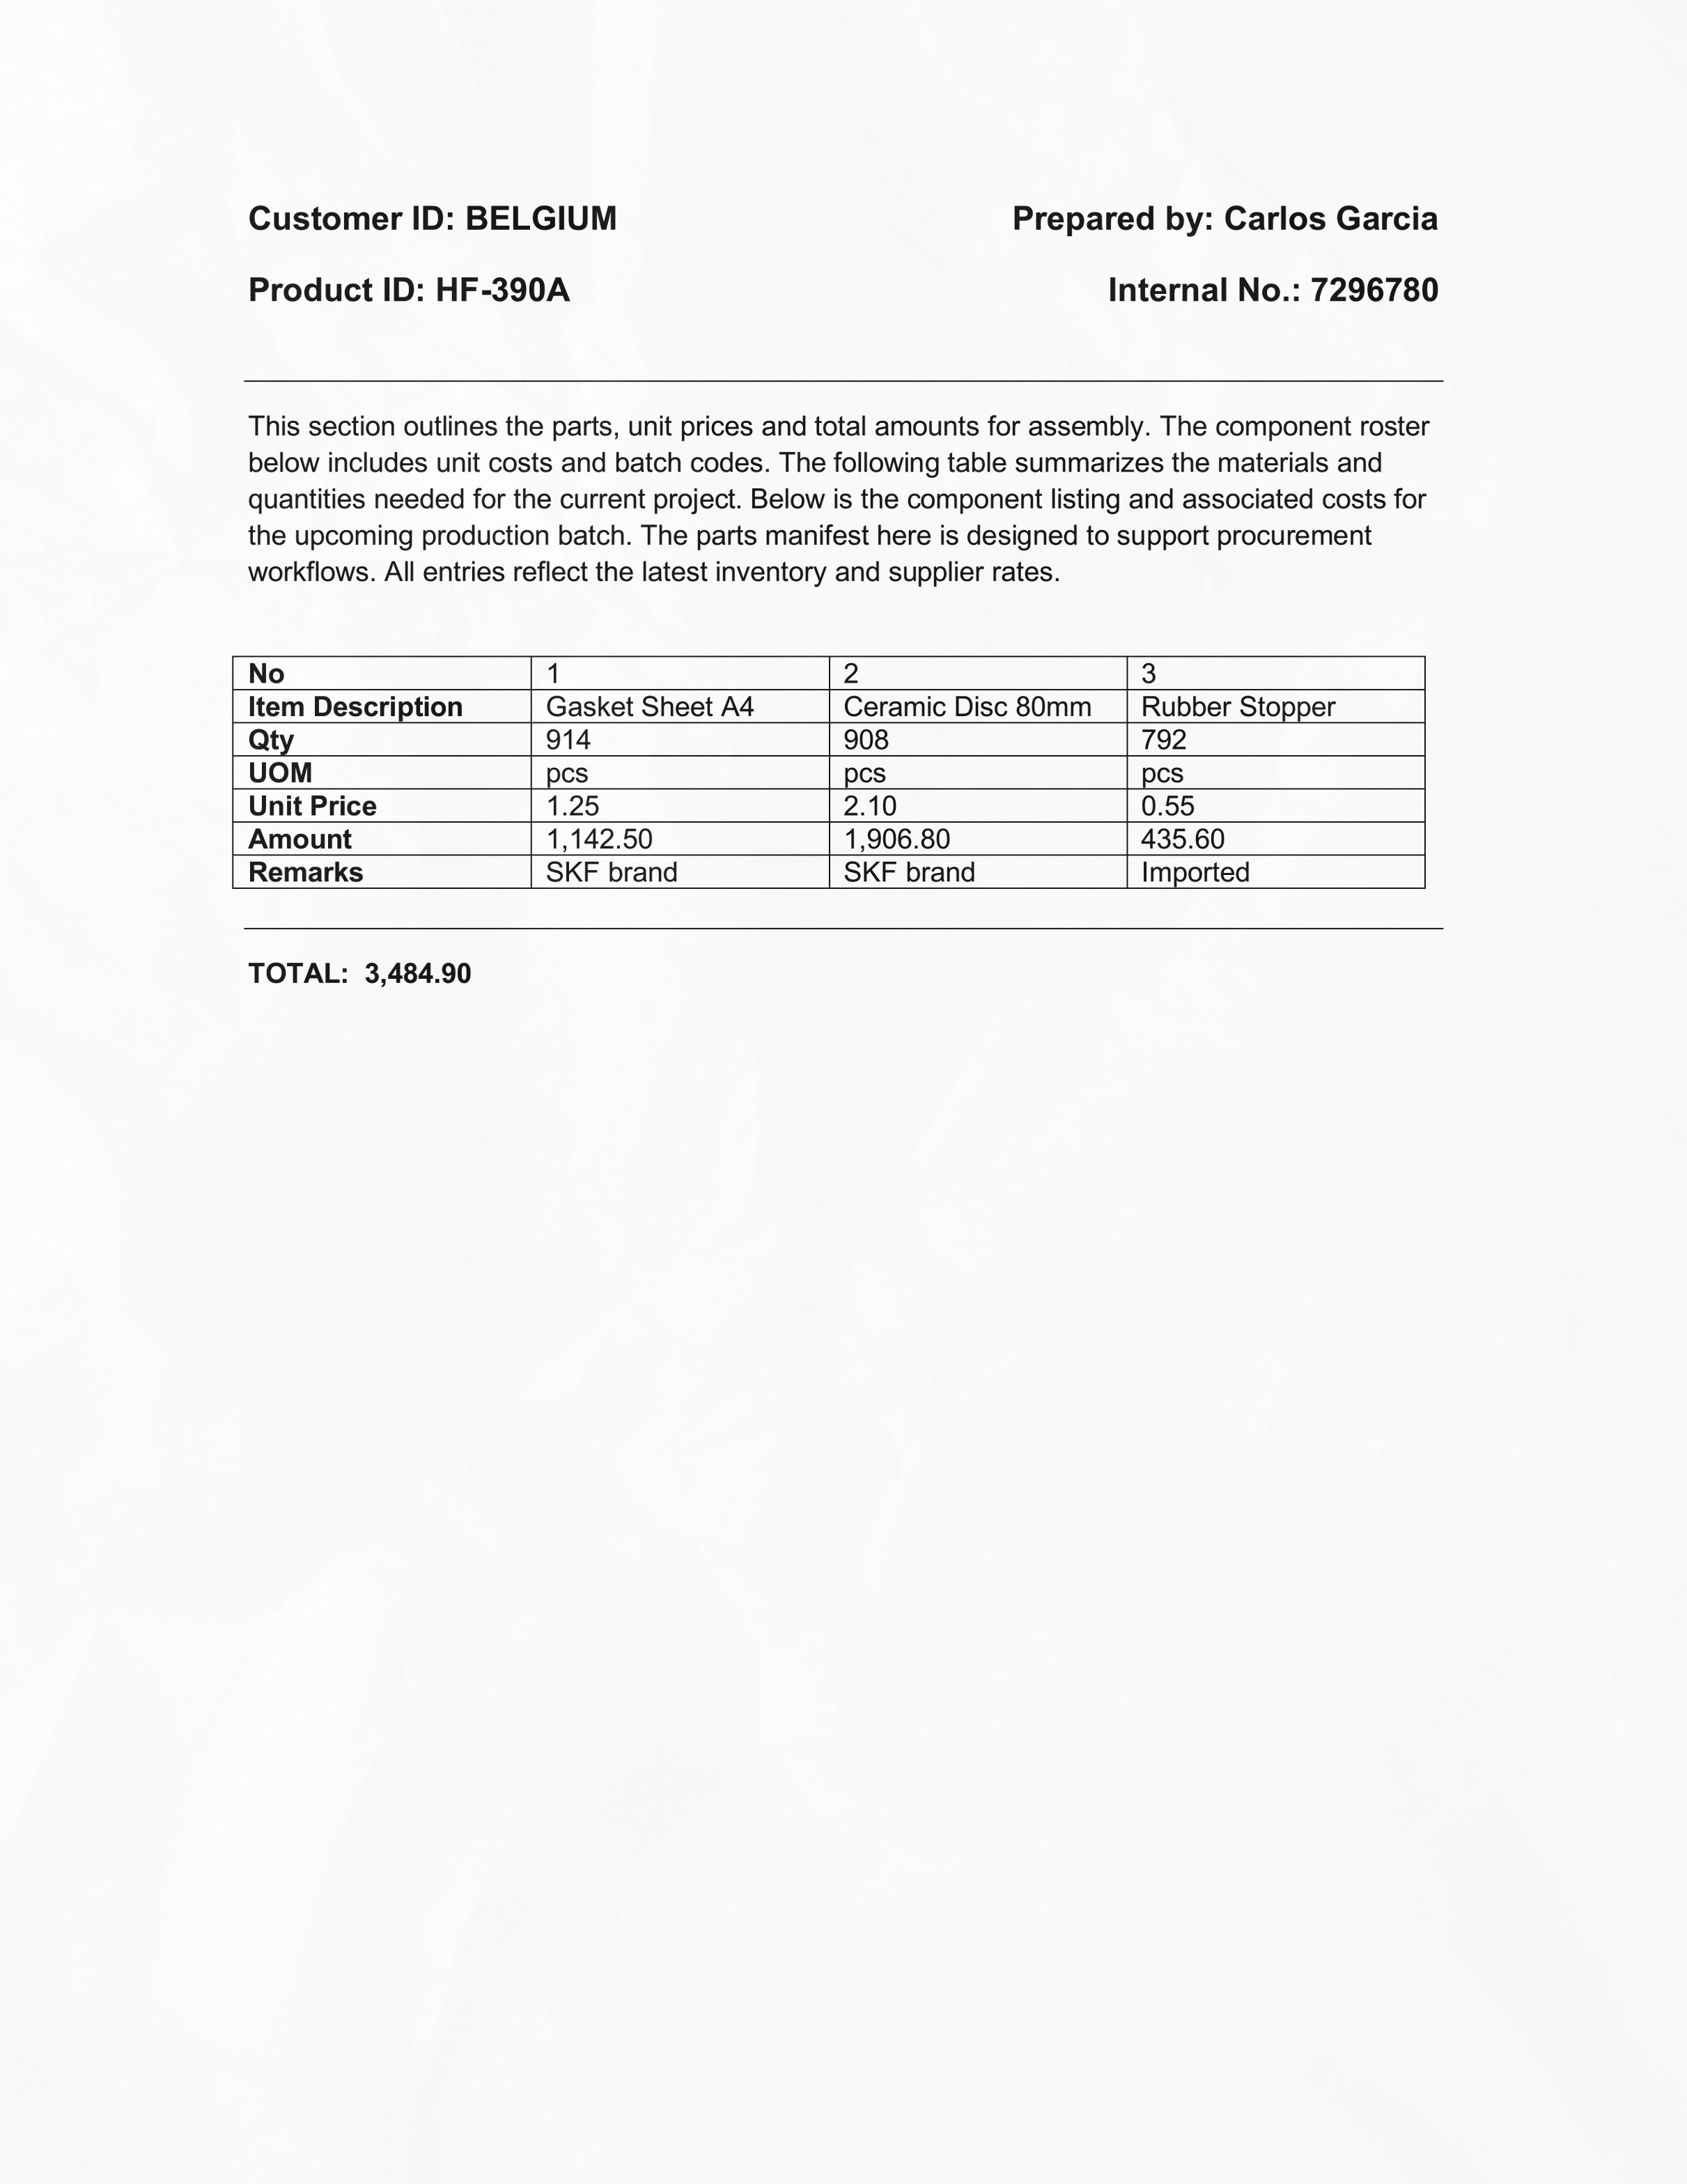 Customer ID: BELGIUM Prepared by: Carlos Garcia
Product ID: HF-390A Internal No.: 7296780
This section outlines the parts, unit prices and total amounts for assembly. The component roster
below includes unit costs and batch codes. The following table summarizes the materials and
quantities needed for the current project. Below is the component listing and associated costs for
the upcoming production batch. The parts manifest here is designed to support procurement
workflows. All entries reflect the latest inventory and supplier rates.
No 1 2 3
Item Description Gasket Sheet A4 Ceramic Disc 80mm Rubber Stopper
Qty 914 908 792
UOM pcs pcs pcs
Unit Price 1.25 2.10 0.55
Amount 1,142.50 1,906.80 435.60
Remarks SKF brand SKF brand Imported
TOTAL: 3,484.90